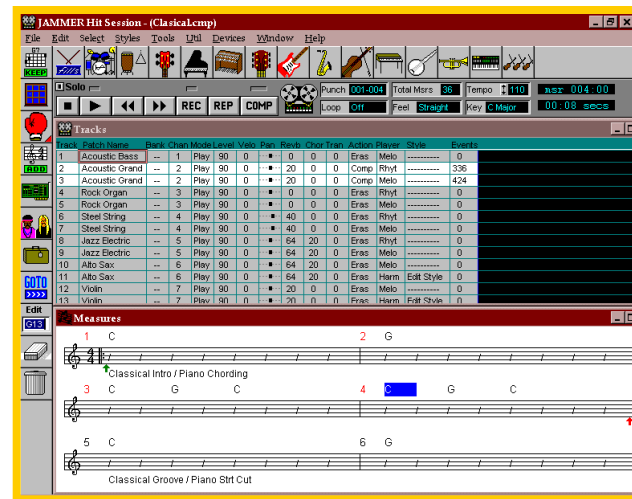 JAMMER Hit Session - (Clasical.cmp)
File Edit Select Styles Tools Util Devices Window Help
KEEP
Fills
Solo
Punch 001-004 Total Msrs 36 Tempo 110 msr 004:00
REC REP COMP
Loop Off Feel Straight Key C Major 00:08 secs
Tracks
Track Patch Name Bank Chan Mode Level Velo Pan Revb Chor Tran Action Player Style Events
1 Acoustic Bass -- 1 Play 90 0 0 0 0 Eras Melo ---------- 0
2 Acoustic Grand -- 2 Play 90 0 20 0 0 Comp Rhyt ---------- 336
3 Acoustic Grand -- 2 Play 90 0 20 0 0 Comp Melo ---------- 424
4 Rock Organ -- 3 Play 90 0 0 0 0 Eras Rhyt ---------- 0
5 Rock Organ -- 3 Play 90 0 0 0 0 Eras Melo ---------- 0
6 Steel String -- 4 Play 90 0 40 0 0 Eras Rhyt ---------- 0
7 Steel String -- 4 Play 90 0 40 0 0 Eras Melo ---------- 0
8 Jazz Electric -- 5 Play 90 0 64 20 0 Eras Rhyt ---------- 0
9 Jazz Electric -- 5 Play 90 0 64 20 0 Eras Melo ---------- 0
10 Alto Sax -- 6 Play 90 0 64 20 0 Eras Melo ---------- 0
11 Alto Sax -- 6 Play 90 0 64 20 0 Eras Harm Edit Style 0
12 Violin -- 7 Play 90 0 20 0 0 Eras Melo ---------- 0
13 Violin -- 7 Play 90 0 20 0 0 Eras Harm Edit Style 0
ADD
GOTO
Edit
G13
Measures
1 C 2 G
4
4
Classical Intro / Piano Chording
3 C G C 4 C G C
5 C 6 G
Classical Groove / Piano Strt Cut